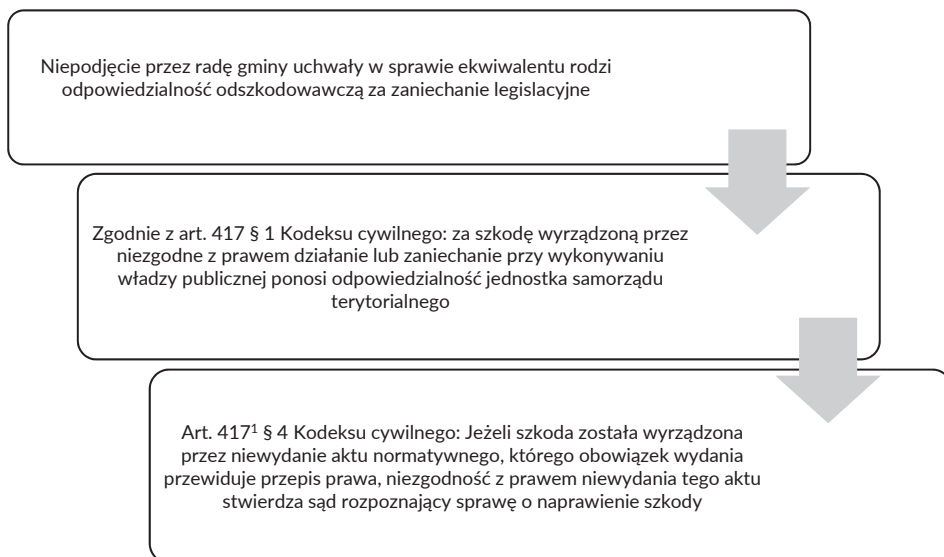 Niepodjęcie przez radę gminy uchwały w sprawie ekwiwalentu rodzi
odpowiedzialność odszkodowawczą za zaniechanie legislacyjne
Zgodnie z art. 417 § 1 Kodeksu cywilnego: za szkodę wyrządzoną przez
niezgodne z prawem działanie lub zaniechanie przy wykonywaniu
władzy publicznej ponosi odpowiedzialność jednostka samorządu
terytorialnego
Art. 417¹ § 4 Kodeksu cywilnego: Jeżeli szkoda została wyrządzona
przez niewydanie aktu normatywnego, którego obowiązek wydania
przewiduje przepis prawa, niezgodność z prawem niewydania tego aktu
stwierdza sąd rozpoznający sprawę o naprawienie szkody